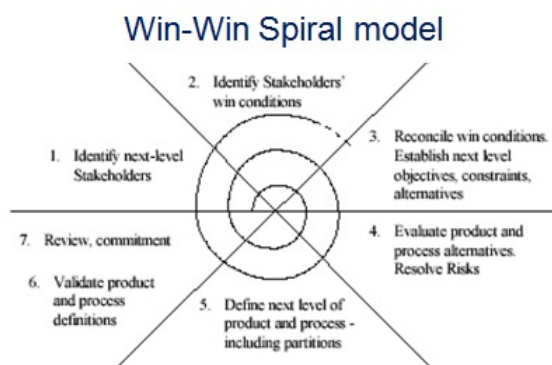 Win-Win Spiral model
2. Identify Stakeholders'
win conditions
1. Identify next-level
Stakeholders
3. Reconcile win conditions.
Establish next level
objectives, constraints,
alternatives
7. Review, commitment
4. Evaluate product and
process alternatives.
Resolve Risks
6. Validate product
and process
definitions
5. Define next level of
product and process -
including partitions